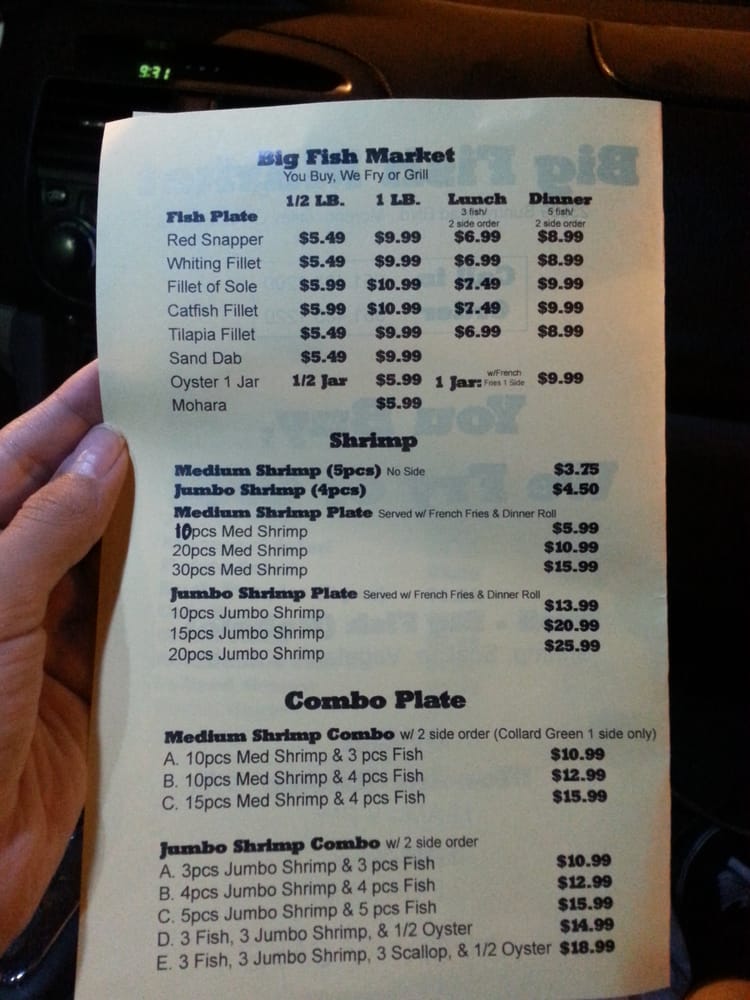 9:31
Big Fish Market
You Buy, We Fry or Grill
Fish Plate 1/2 LB. 1 LB. Lunch 3 fish/ 2 side order Dinner 5 fish/ 2 side order
Red Snapper $5.49 $9.99 $6.99 $8.99
Whiting Fillet $5.49 $9.99 $6.99 $8.99
Fillet of Sole $5.99 $10.99 $7.49 $9.99
Catfish Fillet $5.99 $10.99 $7.49 $9.99
Tilapia Fillet $5.49 $9.99 $6.99 $8.99
Sand Dab $5.49 $9.99
Oyster 1 Jar 1/2 Jar $5.99 1 Jar: w/French Fries 1 Side $9.99
Mohara $5.99
Shrimp
Medium Shrimp (5pcs) No Side $3.75
Jumbo Shrimp (4pcs) $4.50
Medium Shrimp Plate Served w/ French Fries & Dinner Roll
10pcs Med Shrimp $5.99
20pcs Med Shrimp $10.99
30pcs Med Shrimp $15.99
Jumbo Shrimp Plate Served w/ French Fries & Dinner Roll
10pcs Jumbo Shrimp $13.99
15pcs Jumbo Shrimp $20.99
20pcs Jumbo Shrimp $25.99
Combo Plate
Medium Shrimp Combo w/ 2 side order (Collard Green 1 side only)
A. 10pcs Med Shrimp & 3 pcs Fish $10.99
B. 10pcs Med Shrimp & 4 pcs Fish $12.99
C. 15pcs Med Shrimp & 4 pcs Fish $15.99
Jumbo Shrimp Combo w/ 2 side order
A. 3pcs Jumbo Shrimp & 3 pcs Fish $10.99
B. 4pcs Jumbo Shrimp & 4 pcs Fish $12.99
C. 5pcs Jumbo Shrimp & 5 pcs Fish $15.99
D. 3 Fish, 3 Jumbo Shrimp, & 1/2 Oyster $14.99
E. 3 Fish, 3 Jumbo Shrimp, 3 Scallop, & 1/2 Oyster $18.99